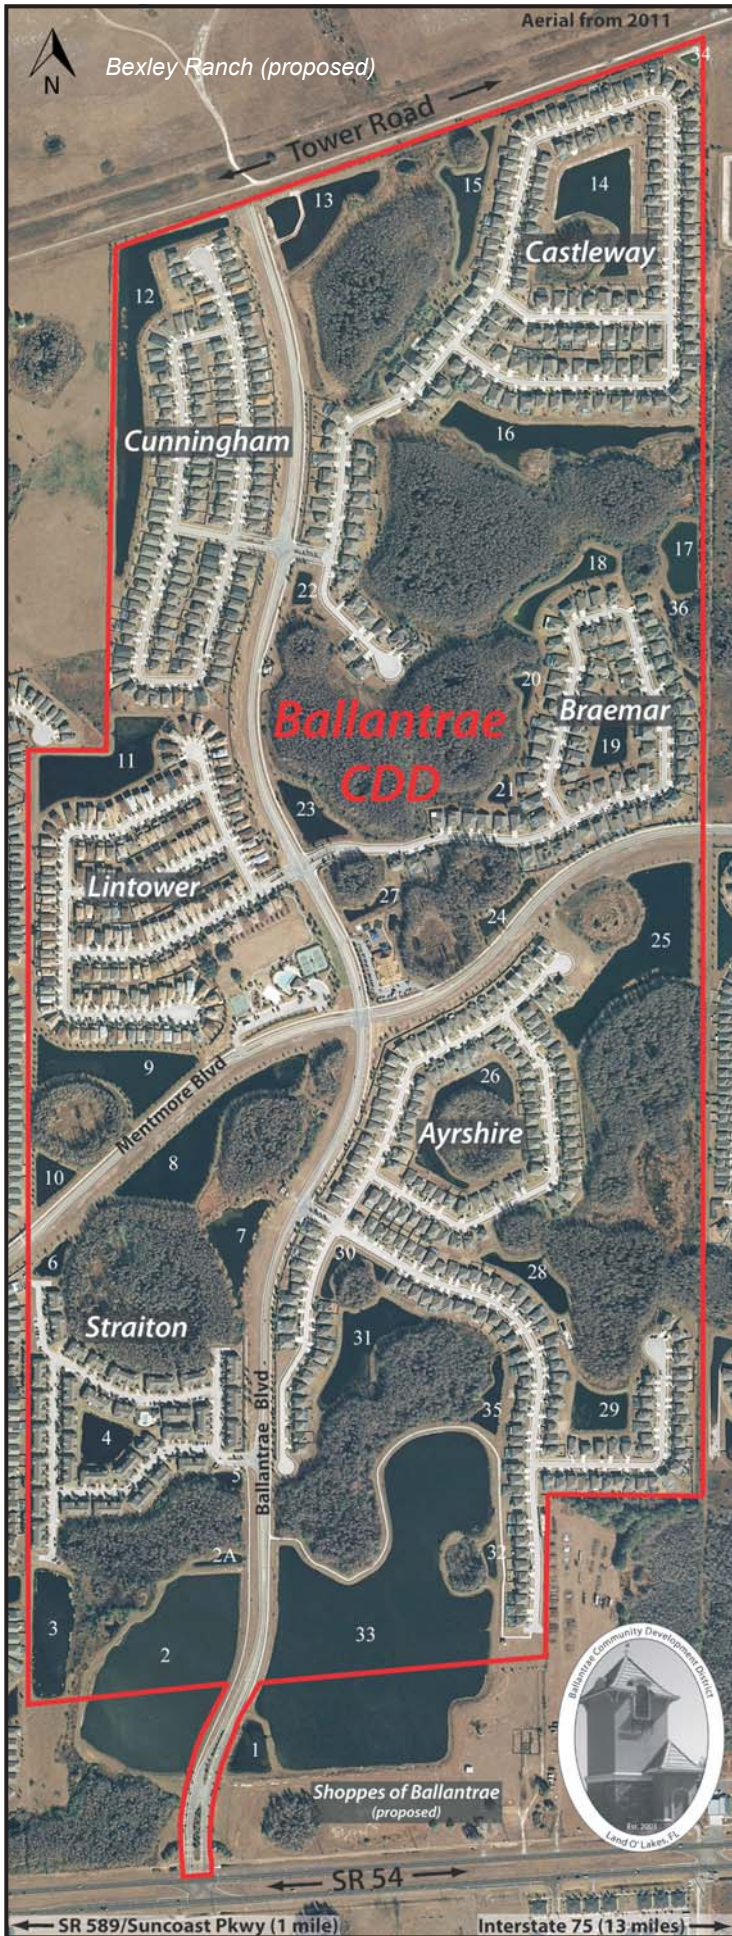 Aerial from 2011
N
Bexley Ranch (proposed)
34
Tower Road
13
15
14
Castleway
12
Cunningham
16
17
18
22
36
20
Ballantrae
CDD
Braemar
19
11
21
23
Lintower
27
24
25
9
Mentmore Blvd
26
Ayrshire
10
8
7
6
30
28
Straiton
31
Ballantrae Blvd
35
29
4
5
2A
32
3
2
33
1
Ballantrae Community Development District
Est. 2003
Land O' Lakes, FL
Shoppes of Ballantrae
(proposed)
SR 54
SR 589/Suncoast Pkwy (1 mile)
Interstate 75 (13 miles)